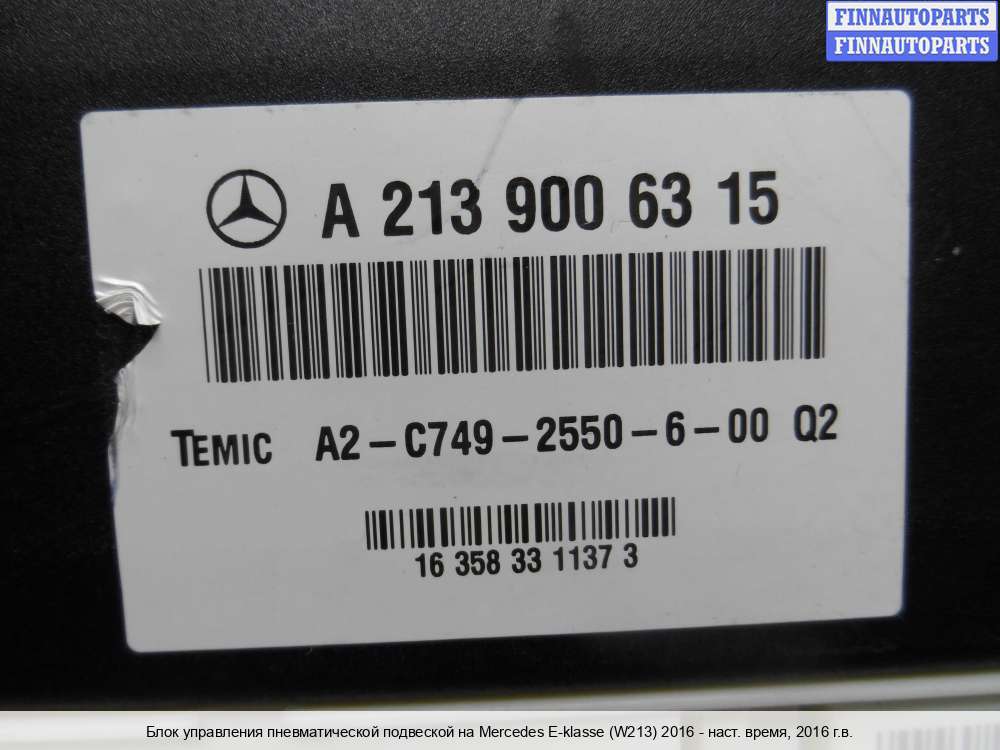 FINNAUTOPARTS
FINNAUTOPARTS
A 213 900 63 15
TEMIC A2-C749-2550-6-00 Q2
16 358 33 1137 3
Блок управления пневматической подвеской на Mercedes E-klasse (W213) 2016 - наст. время, 2016 г.в.